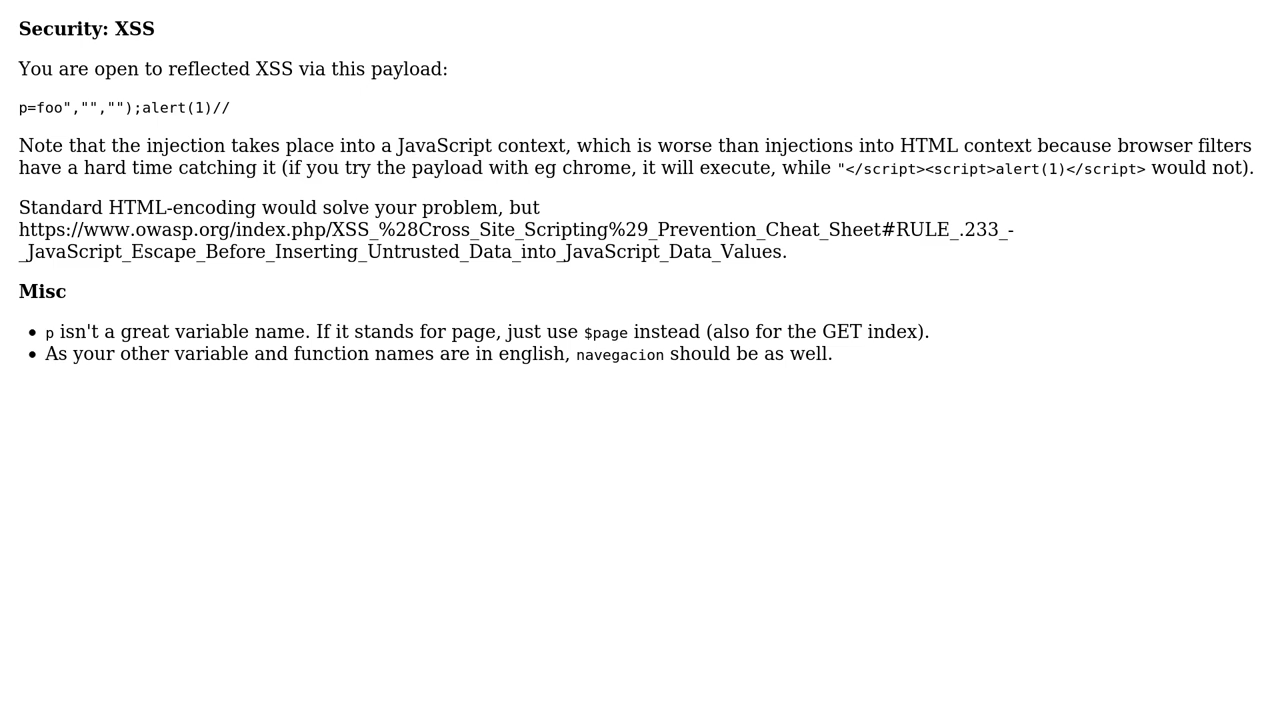 Security: XSS
You are open to reflected XSS via this payload:
p=foo","","");alert(1)//
Note that the injection takes place into a JavaScript context, which is worse than injections into HTML context because browser filters
have a hard time catching it (if you try the payload with eg chrome, it will execute, while "</script><script>alert(1)</script> would not).
Standard HTML-encoding would solve your problem, but
https://www.owasp.org/index.php/XSS_%28Cross_Site_Scripting%29_Prevention_Cheat_Sheet#RULE_.233_-
_JavaScript_Escape_Before_Inserting_Untrusted_Data_into_JavaScript_Data_Values.
Misc
• p isn't a great variable name. If it stands for page, just use $page instead (also for the GET index).
• As your other variable and function names are in english, navegacion should be as well.